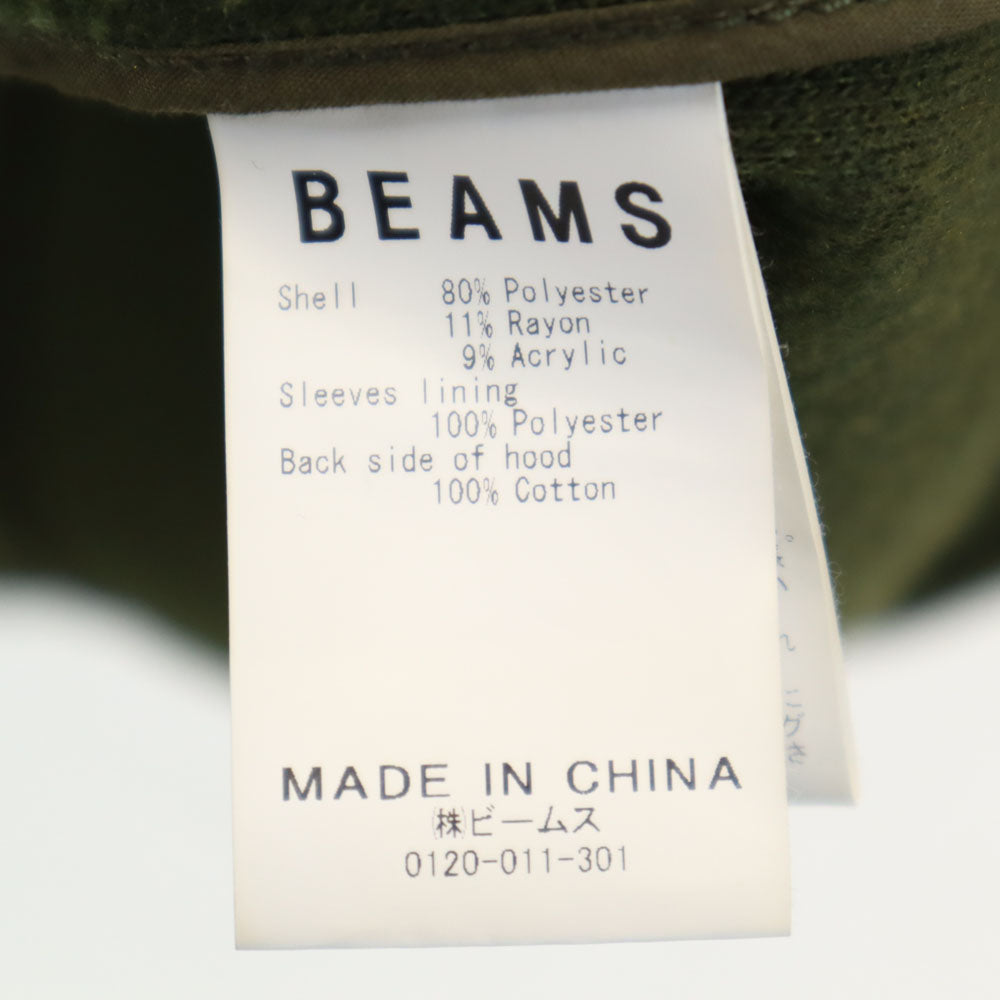 BEAMS
Shell 80% Polyester
11% Rayon
9% Acrylic
Sleeves lining
100% Polyester
Back side of hood
100% Cotton
MADE IN CHINA
㈱ビームス
0120-011-301